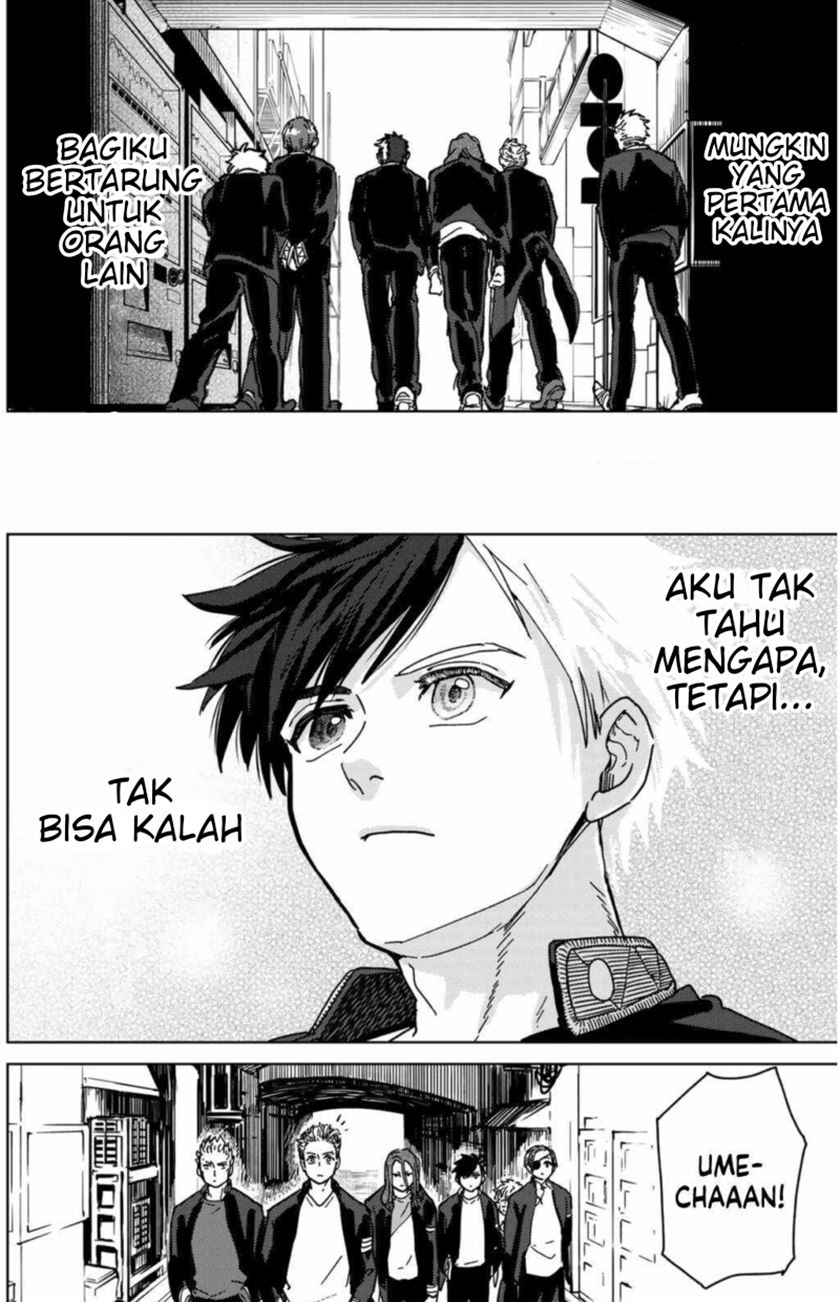 MUNGKIN
YANG
PERTAMA
KALINYA
BAGIKU
BERTARUNG
UNTUK
ORANG
LAIN
AKU TAK
TAHU
MENGAPA,
TETAPI...
TAK
BISA KALAH
UME-
CHAAAN!